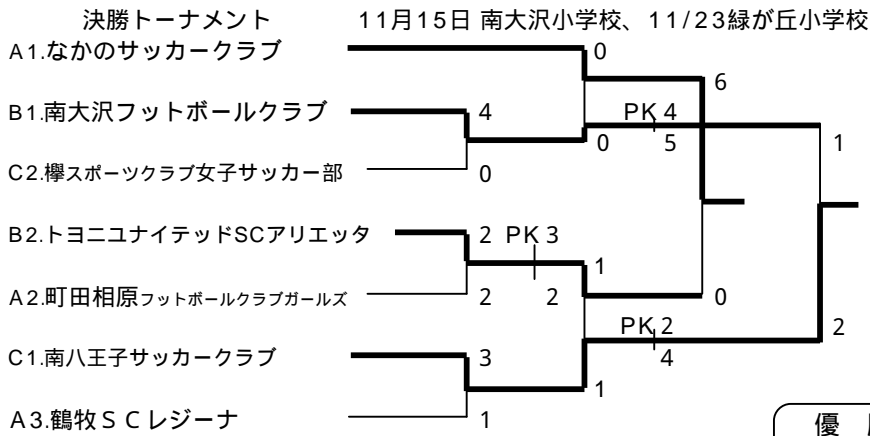 決勝トーナメント 11月15日 南大沢小学校、11/23緑が丘小学校
A1.なかのサッカークラブ 0
6
B1.南大沢フットボールクラブ 4 PK 4
0 5 1
C2.欅スポーツクラブ女子サッカー部 0
B2.トヨニユナイテッドSCアリエッタ 2 PK 3
1
A2.町田相原フットボールクラブガールズ 2 2 0
PK 2 2
C1.南八王子サッカークラブ 3 4
1
A3.鶴牧SCレジーナ 1
優